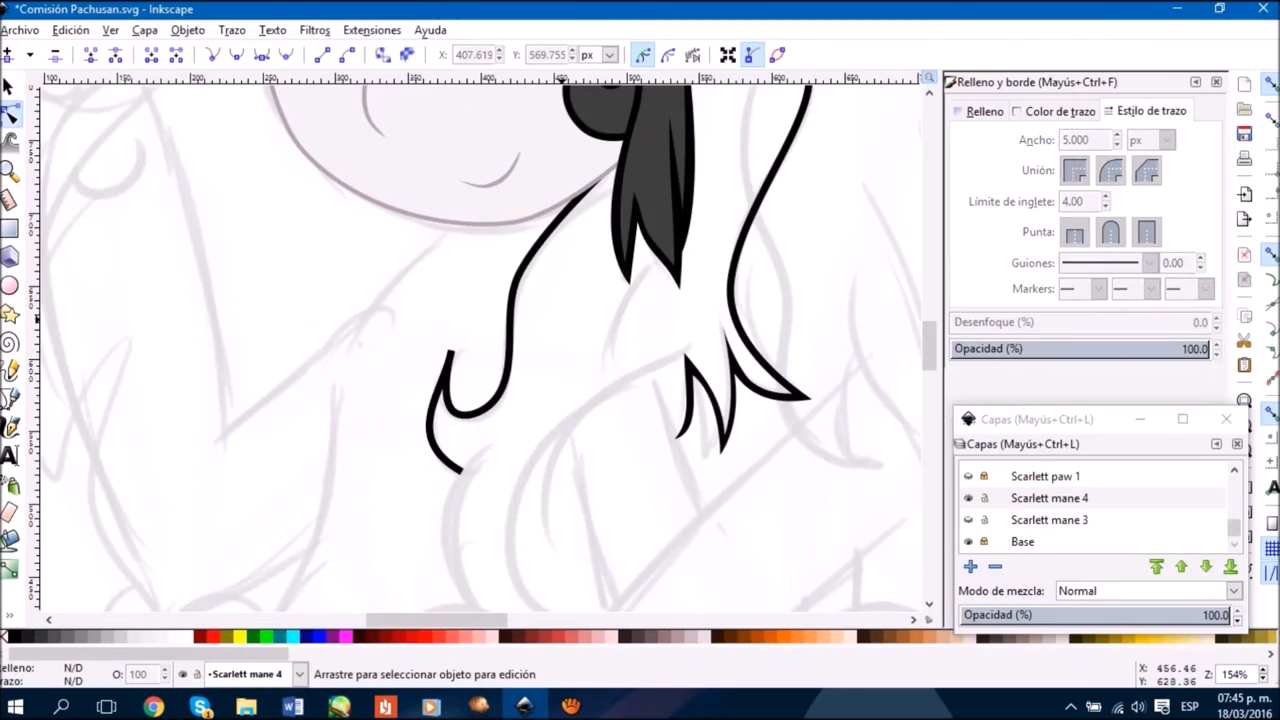 *Comisión Pachusan.svg - Inkscape
Archivo Edición Ver Capa Objeto Trazo Texto Filtros Extensiones Ayuda
X: 407.619 Y: 569.755 px
Relleno y borde (Mayús+Ctrl+F)
Relleno Color de trazo Estilo de trazo
Ancho: 5.000 px
Unión:
Límite de inglete: 4.00
Punta:
Guiones: 0.00
Markers:
Desenfoque (%) 0.0
Opacidad (%) 100.0
Capas (Mayús+Ctrl+L)
Capas (Mayús+Ctrl+L)
Scarlett paw 1
Scarlett mane 4
Scarlett mane 3
Base
Modo de mezcla: Normal
Opacidad (%) 100.0
elleno: N/D
razo: N/D
O: 100
•Scarlett mane 4
Arrastre para seleccionar objeto para edición
X: 456.46
Y: 628.36
Z: 154%
ESP
07:45 p. m.
18/03/2016